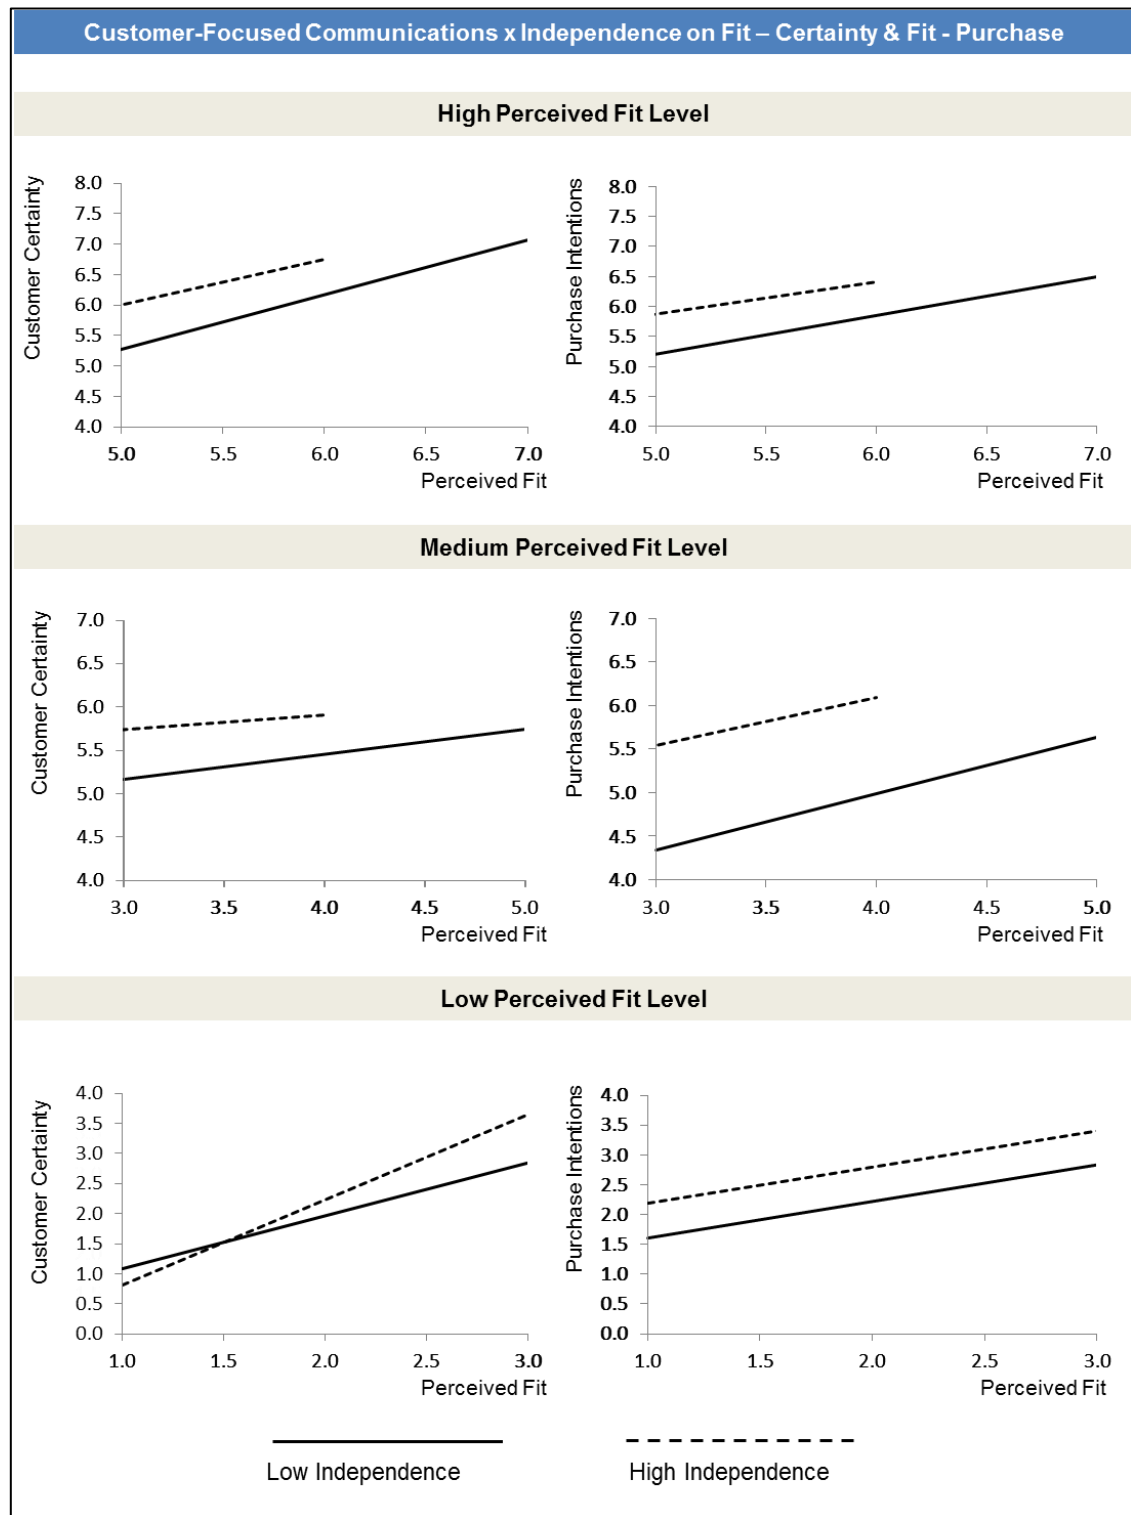 Customer-Focused Communications x Independence on Fit – Certainty & Fit - Purchase
High Perceived Fit Level
Customer Certainty
8.0
7.5
7.0
6.5
6.0
5.5
5.0
4.5
4.0
5.0 5.5 6.0 6.5 7.0
Perceived Fit
Purchase Intentions
8.0
7.5
7.0
6.5
6.0
5.5
5.0
4.5
4.0
5.0 5.5 6.0 6.5 7.0
Perceived Fit
Medium Perceived Fit Level
Customer Certainty
7.0
6.5
6.0
5.5
5.0
4.5
4.0
3.0 3.5 4.0 4.5 5.0
Perceived Fit
Purchase Intentions
7.0
6.5
6.0
5.5
5.0
4.5
4.0
3.0 3.5 4.0 4.5 5.0
Perceived Fit
Low Perceived Fit Level
Customer Certainty
4.0
3.5
3.0
2.5
2.0
1.5
1.0
0.5
0.0
1.0 1.5 2.0 2.5 3.0
Perceived Fit
Purchase Intentions
4.0
3.5
3.0
2.5
2.0
1.5
1.0
0.5
0.0
1.0 1.5 2.0 2.5 3.0
Perceived Fit
Low Independence
High Independence